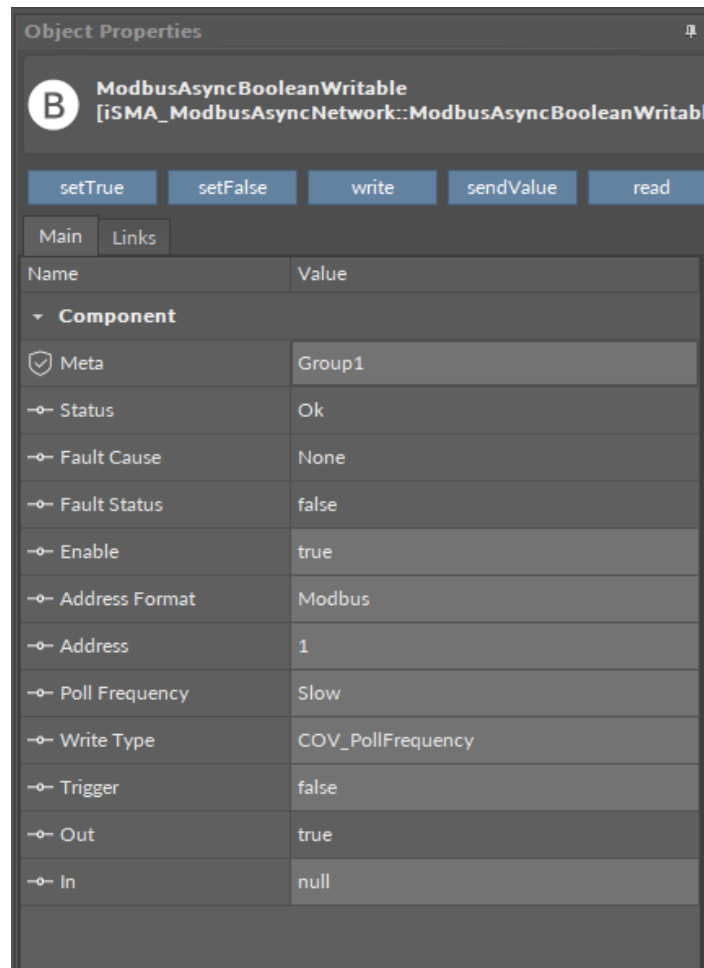 Object Properties
B
ModbusAsyncBooleanWritable
[iSMA_ModbusAsyncNetwork::ModbusAsyncBooleanWritabl
setTrue setFalse write sendValue read
Main Links
Name Value
Component
Meta Group1
Status Ok
Fault Cause None
Fault Status false
Enable true
Address Format Modbus
Address 1
Poll Frequency Slow
Write Type COV_PollFrequency
Trigger false
Out true
In null